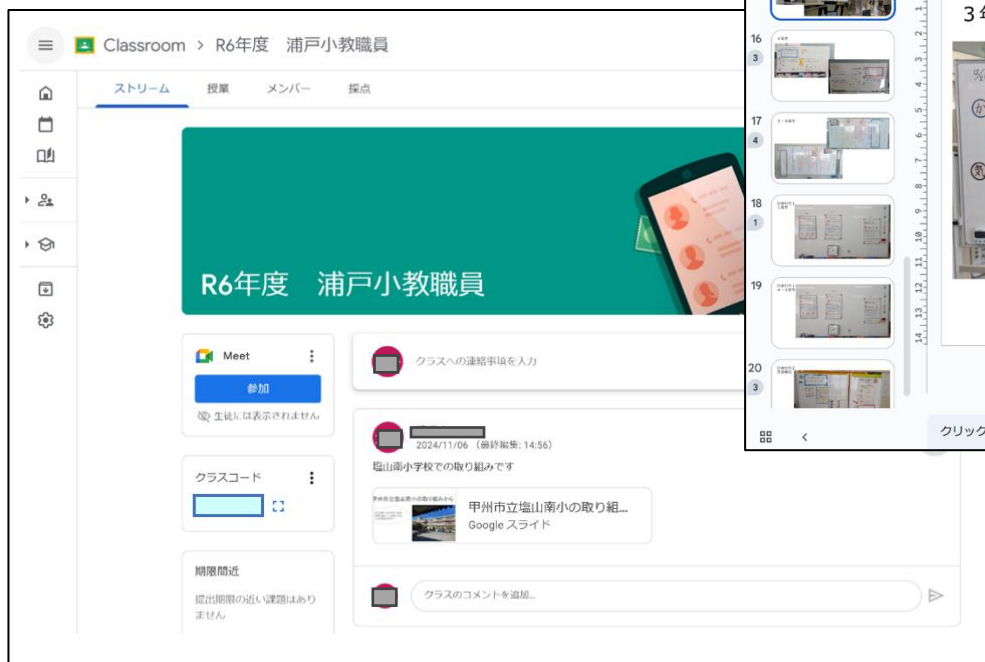 Classroom > R6年度 浦戸小教職員
ストリーム 授業 メンバー 採点
R6年度 浦戸小教職員
Meet
参加
生徒には表示されません
クラスコード
期限間近
提出期限の近い課題はあり
ません
クラスへの連絡事項を入力
2024/11/06 (最終編集: 14:56)
塩山南小学校での取り組みです
甲州市立塩山南小の取り組...
Google スライド
クラスのコメントを追加...
3年
16
3
17
4
18
1
19
20
3
クリック